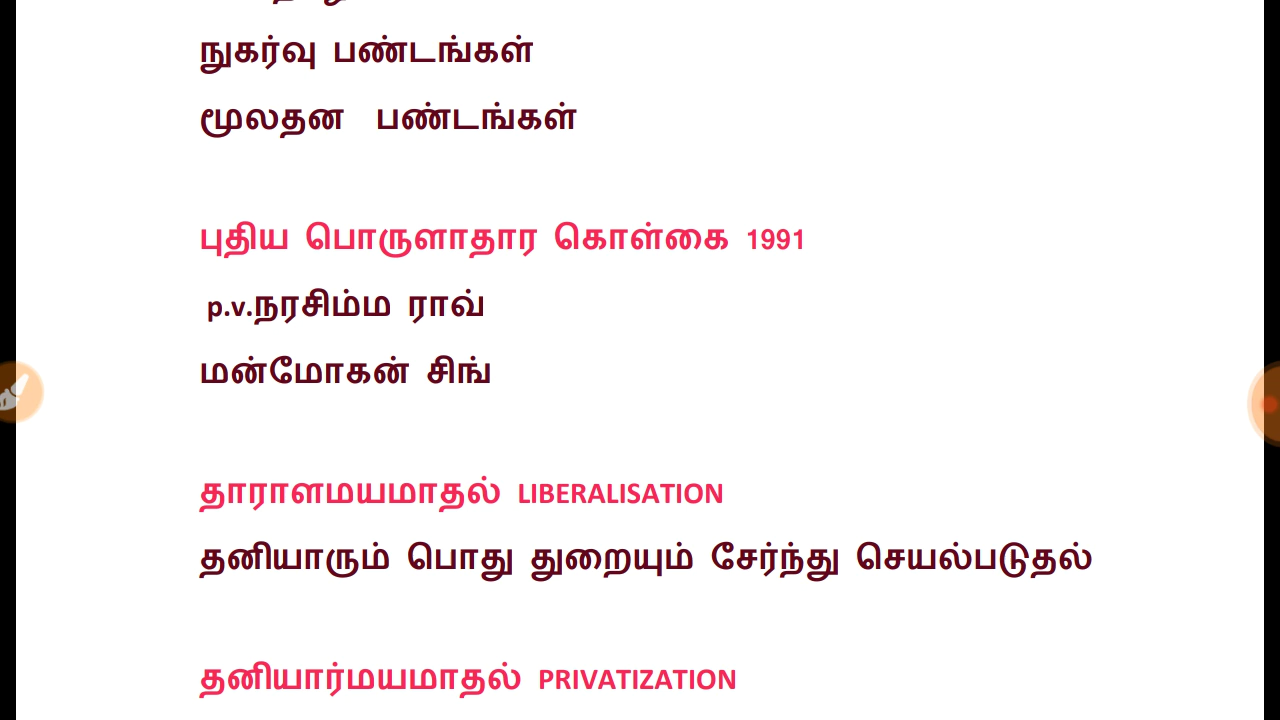 நுகர்வு பண்டங்கள்
மூலதன பண்டங்கள்
புதிய பொருளாதார கொள்கை 1991
p.v.நரசிம்ம ராவ்
மன்மோகன் சிங்
தாராளமயமாதல் LIBERALISATION
தனியாரும் பொது துறையும் சேர்ந்து செயல்படுதல்
தனியார்மயமாதல் PRIVATIZATION